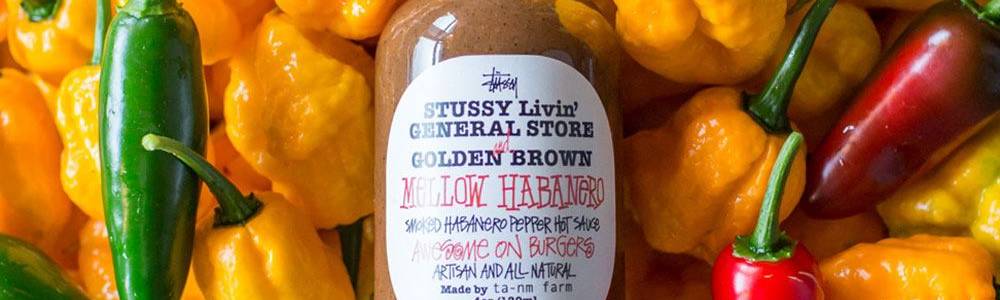 Stüssy
STUSSY Livin'
GENERAL STORE
and
GOLDEN BROWN
MELLOW HABANERO
SMOKED HABANERO PEPPER HOT SAUCE
AWESOME ON BURGERS
ARTISAN AND ALL NATURAL
Made by ta-nm farm